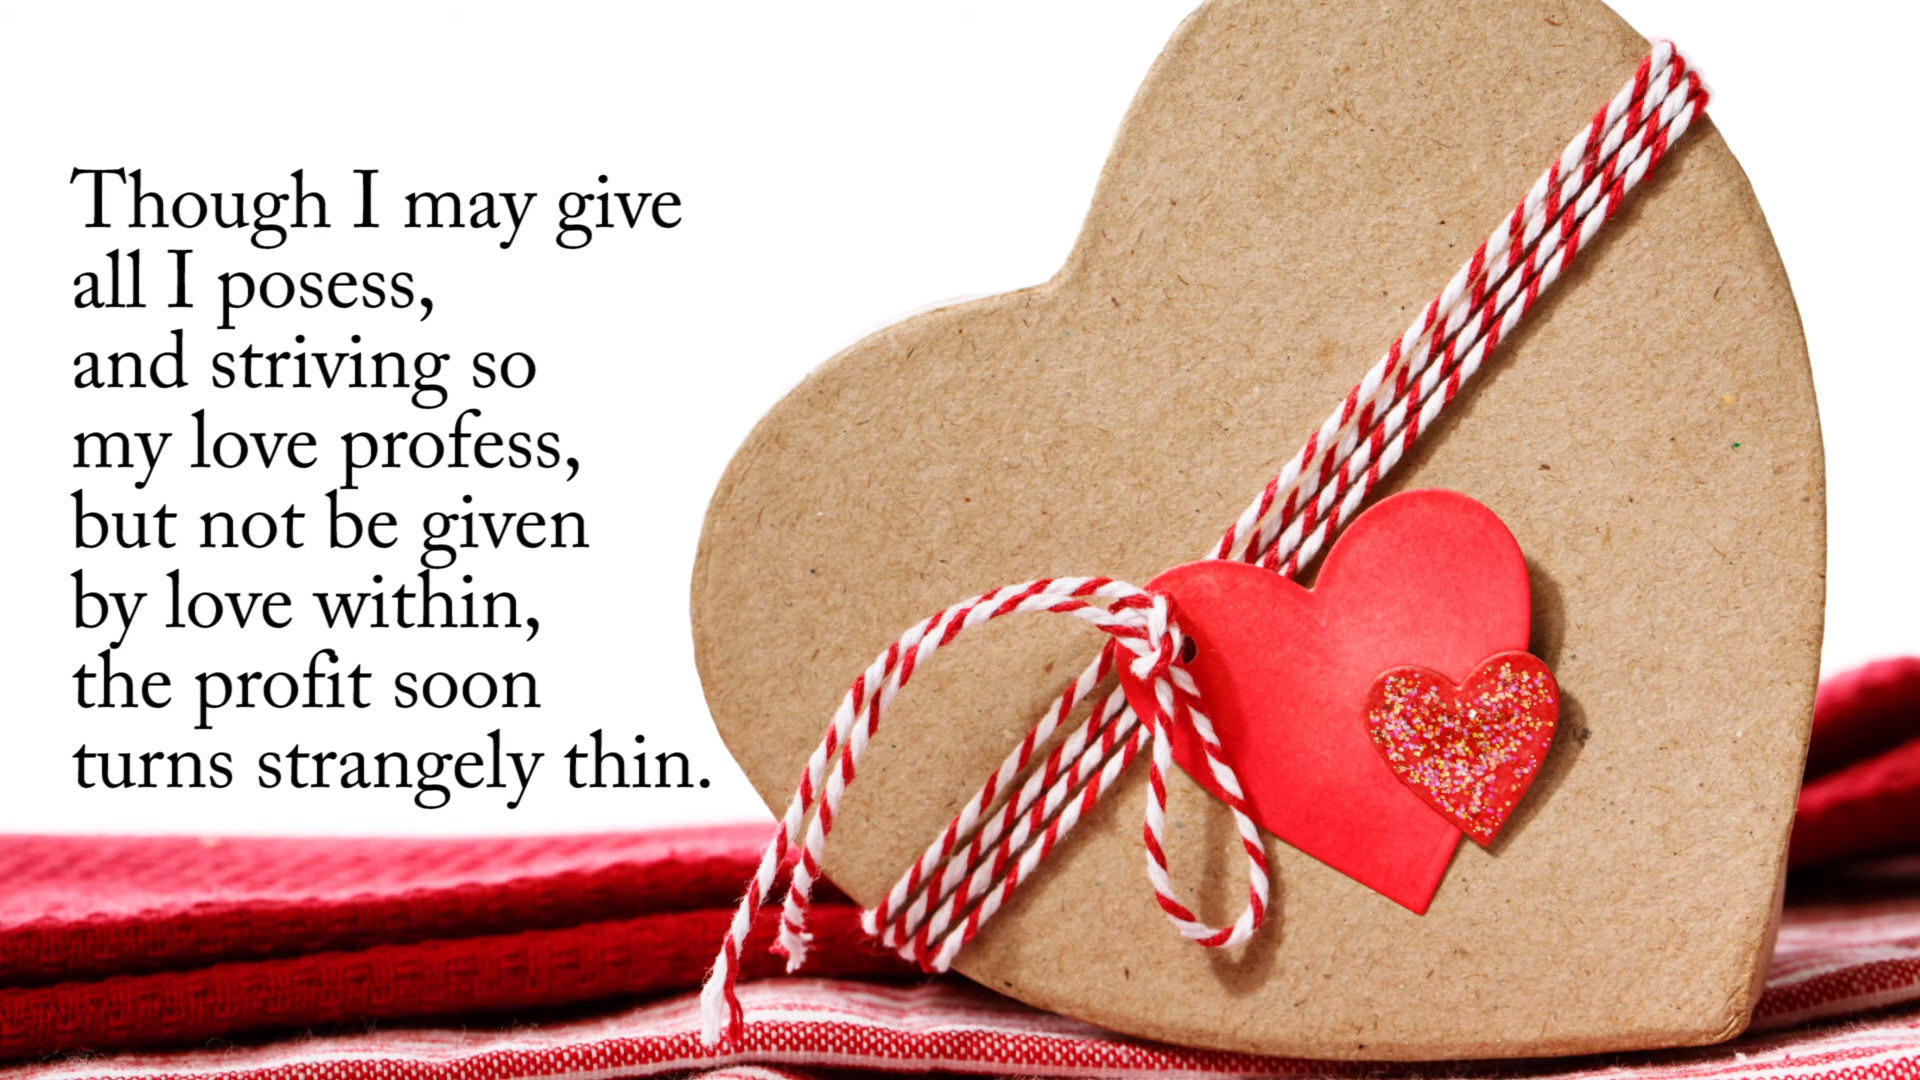 Though I may give
all I posess,
and striving so
my love profess,
but not be given
by love within,
the profit soon
turns strangely thin.